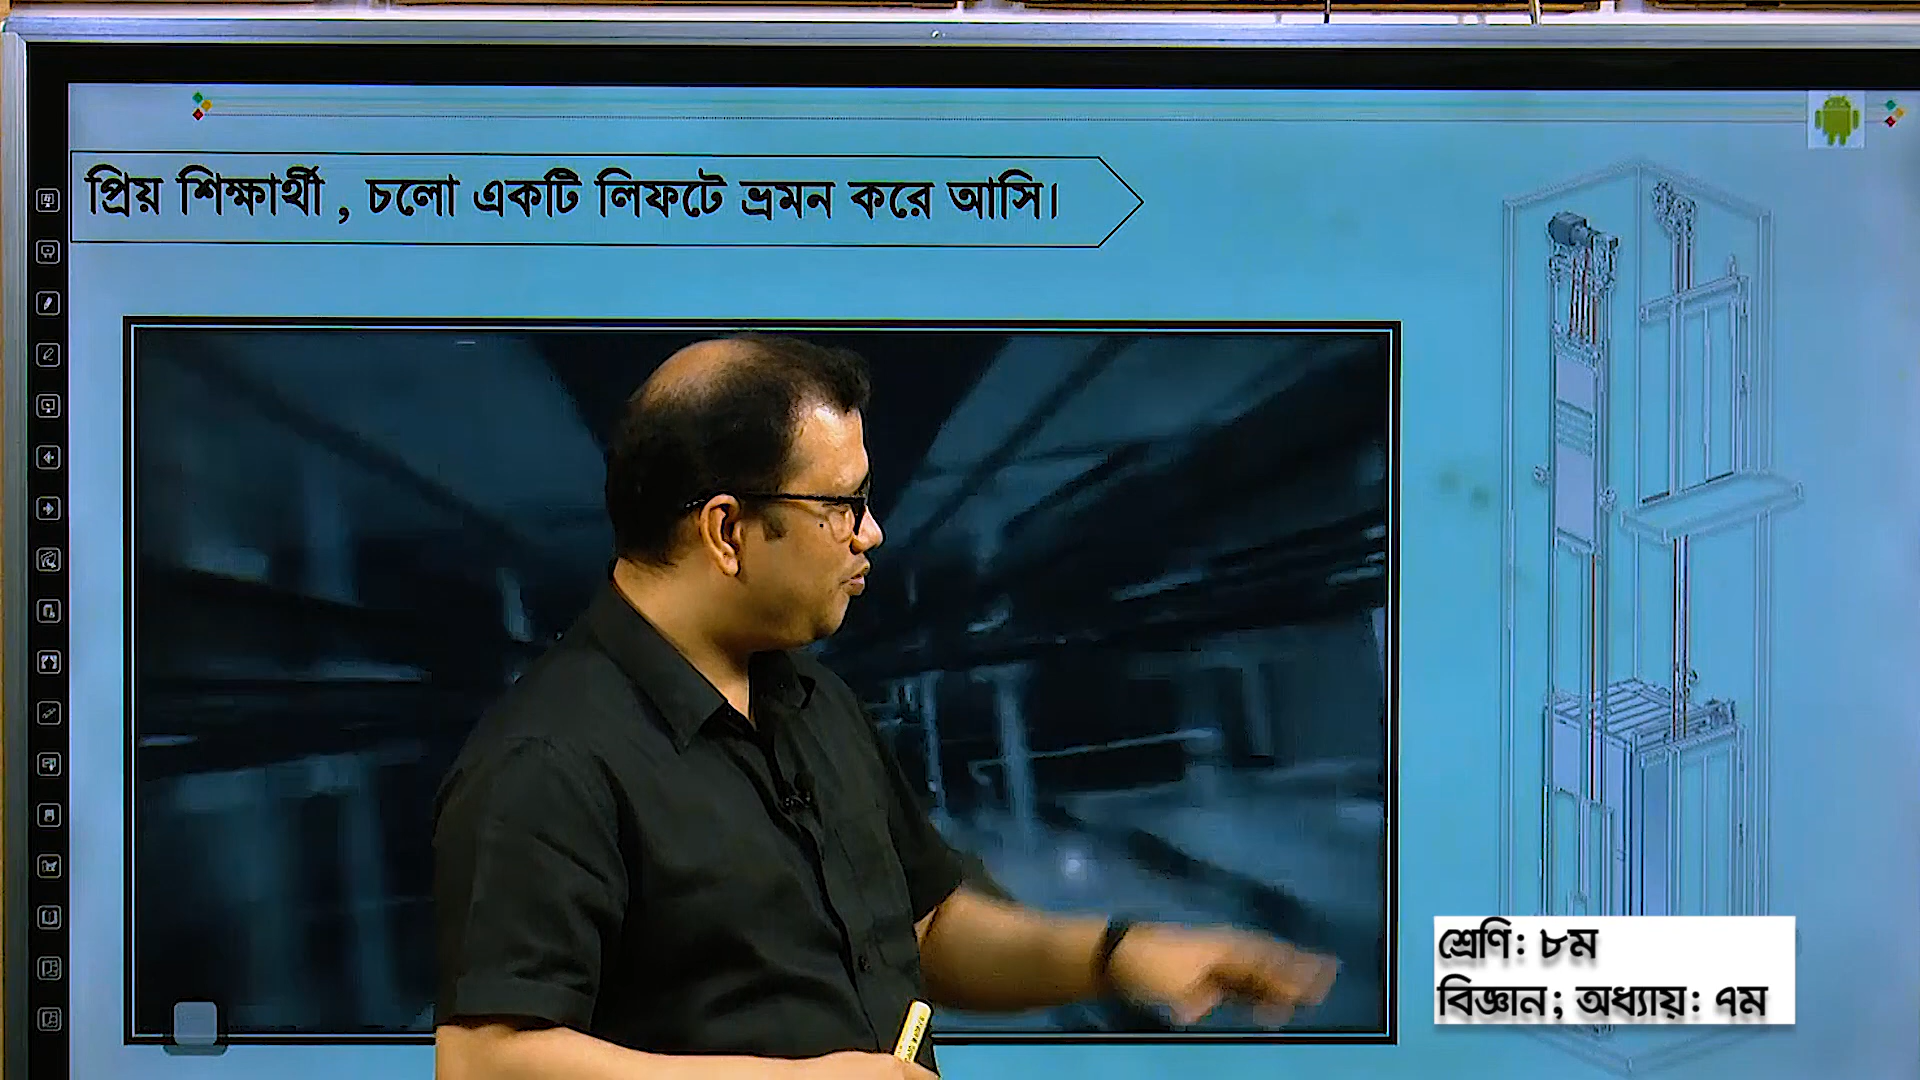 প্রিয় শিক্ষার্থী , চলো একটি লিফটে ভ্রমন করে আসি।
শ্রেণি: ৮ম
বিজ্ঞান; অধ্যায়: ৭ম